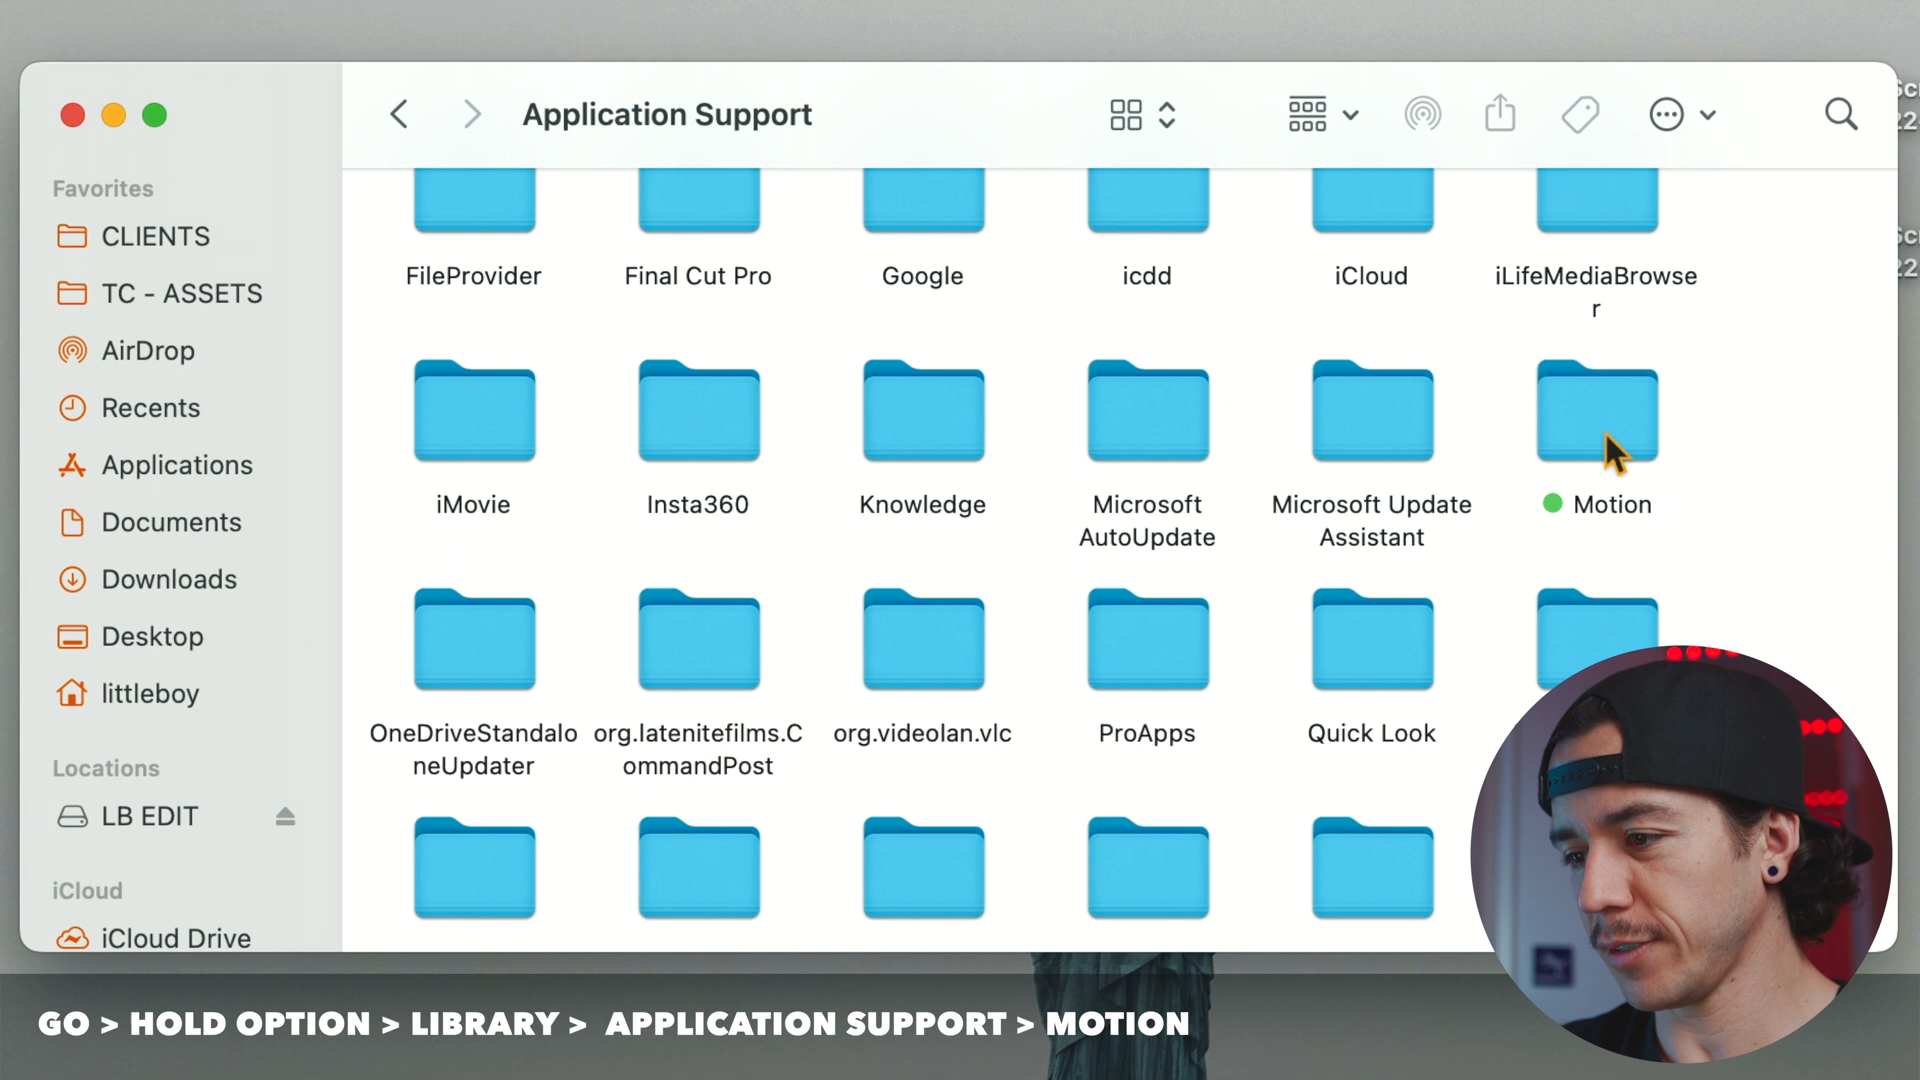 Application Support
Favorites
CLIENTS
TC - ASSETS
AirDrop
Recents
Applications
Documents
Downloads
Desktop
littleboy
Locations
LB EDIT
iCloud
iCloud Drive
FileProvider
Final Cut Pro
Google
icdd
iCloud
iLifeMediaBrowse
r
iMovie
Insta360
Knowledge
Microsoft
AutoUpdate
Microsoft Update
Assistant
Motion
OneDriveStandalo
neUpdater
org.latenitefilms.C
ommandPost
org.videolan.vlc
ProApps
Quick Look
GO > HOLD OPTION > LIBRARY > APPLICATION SUPPORT > MOTION